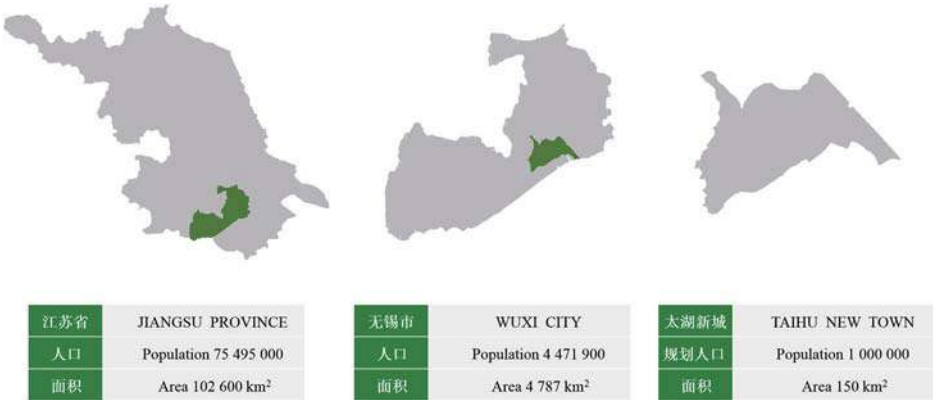 江苏省 JIANGSU PROVINCE
人口 Population 75 495 000
面积 Area 102 600 km²
无锡市 WUXI CITY
人口 Population 4 471 900
面积 Area 4 787 km²
太湖新城 TAIHU NEW TOWN
规划人口 Population 1 000 000
面积 Area 150 km²